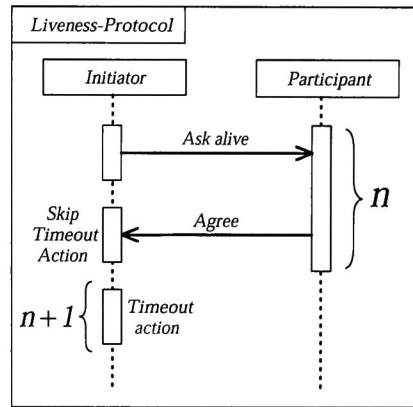 Liveness-Protocol
Initiator
Participant
Ask alive
n
Skip
Timeout
Action
Agree
n+1
Timeout
action